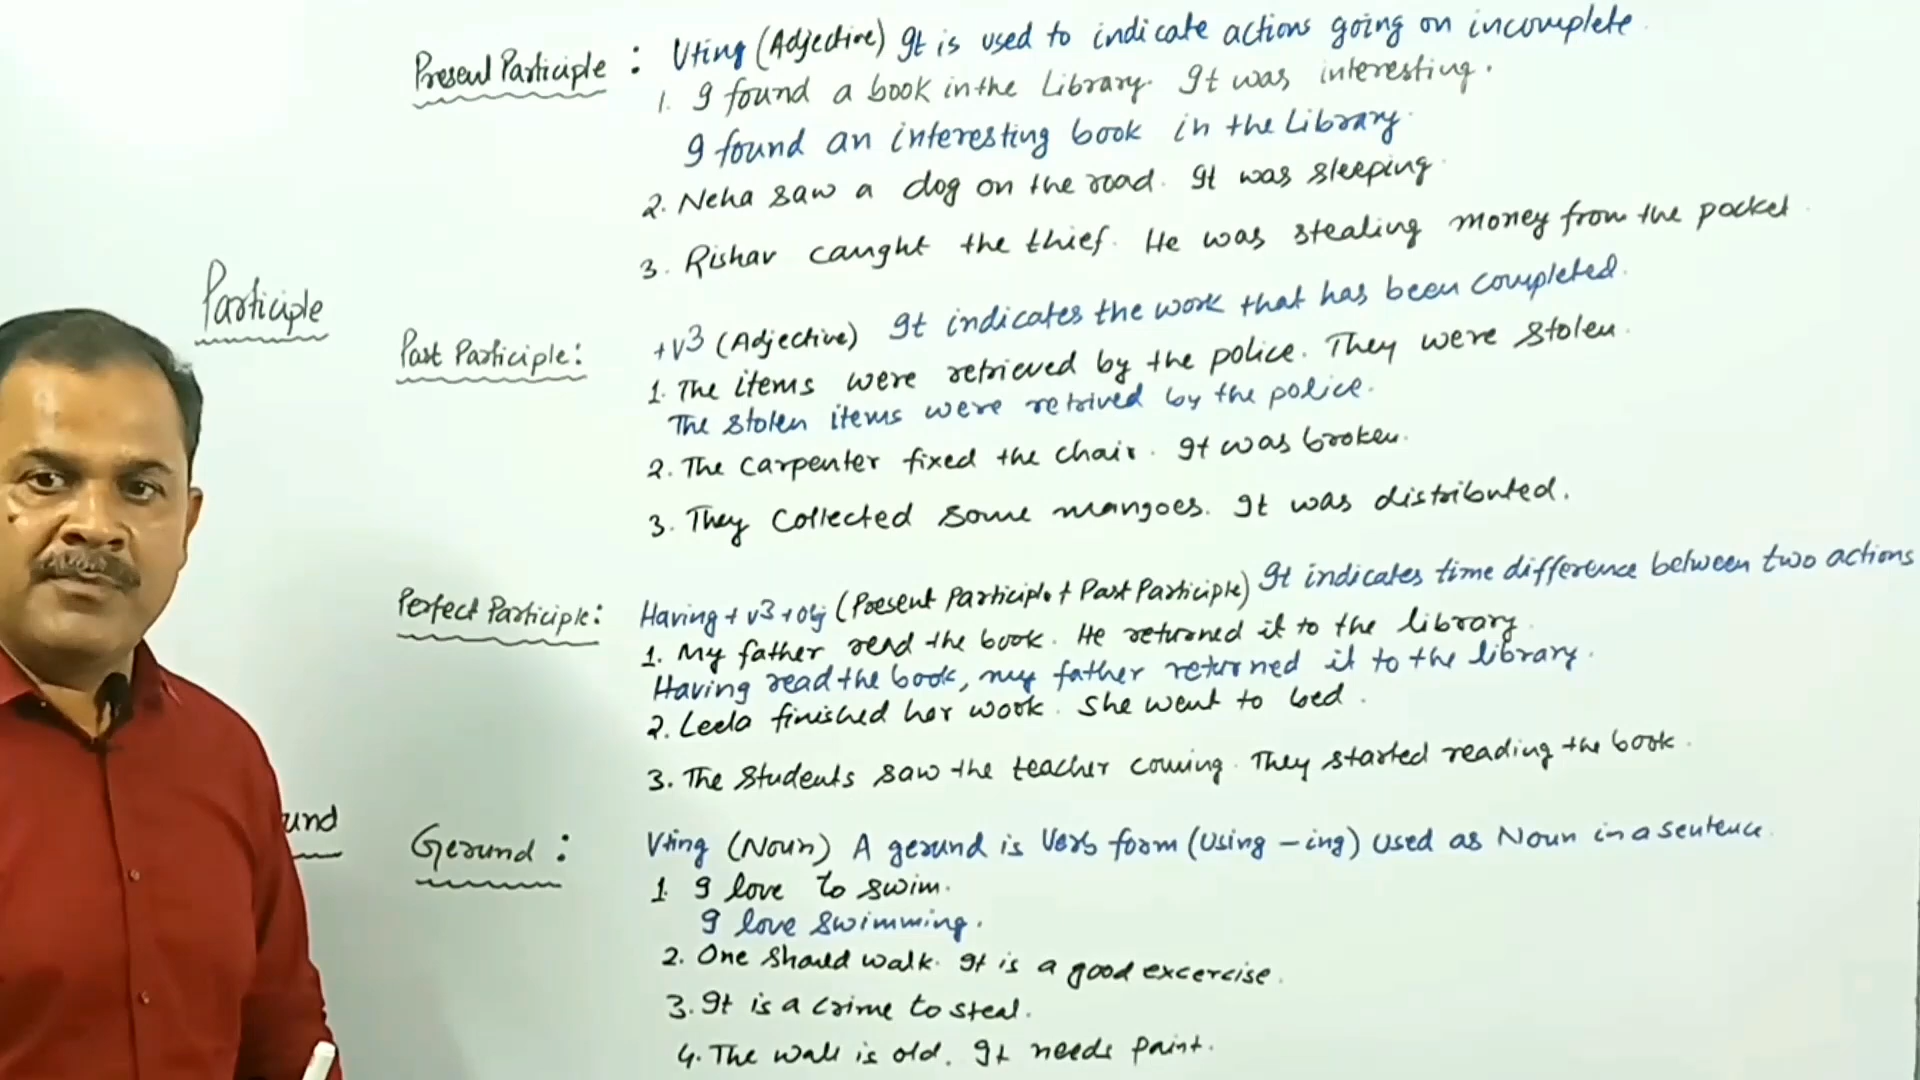 Present Participle : V+ing (Adjective) It is used to indicate actions going on incomplete.
1. I found a book in the Library. It was interesting.
I found an interesting book in the Library.
2. Neha saw a dog on the road. It was sleeping.
3. Rishav caught the thief. He was stealing money from the pocket.
Participle
Past Participle: +V3 (Adjective) It indicates the work that has been completed.
1. The items were retrieved by the police. They were stolen.
The stolen items were retrived by the police.
2. The carpenter fixed the chair. It was broken.
3. They collected some mangoes. It was distributed.
Perfect Participle: Having + v3 + obj (Present Participle + Past Participle) It indicates time difference between two actions
1. My father read the book. He returned it to the library.
Having read the book, my father returned it to the library.
2. Leela finished her work. She went to bed.
3. The students saw the teacher coming. They started reading the book.
und
Gerund : V+ing (Noun) A gerund is Verb form (using -ing) used as Noun in a sentence.
1 I love to swim.
I love swimming.
2. One should walk. It is a good excercise.
3. It is a crime to steal.
4. The wall is old. It needs paint.